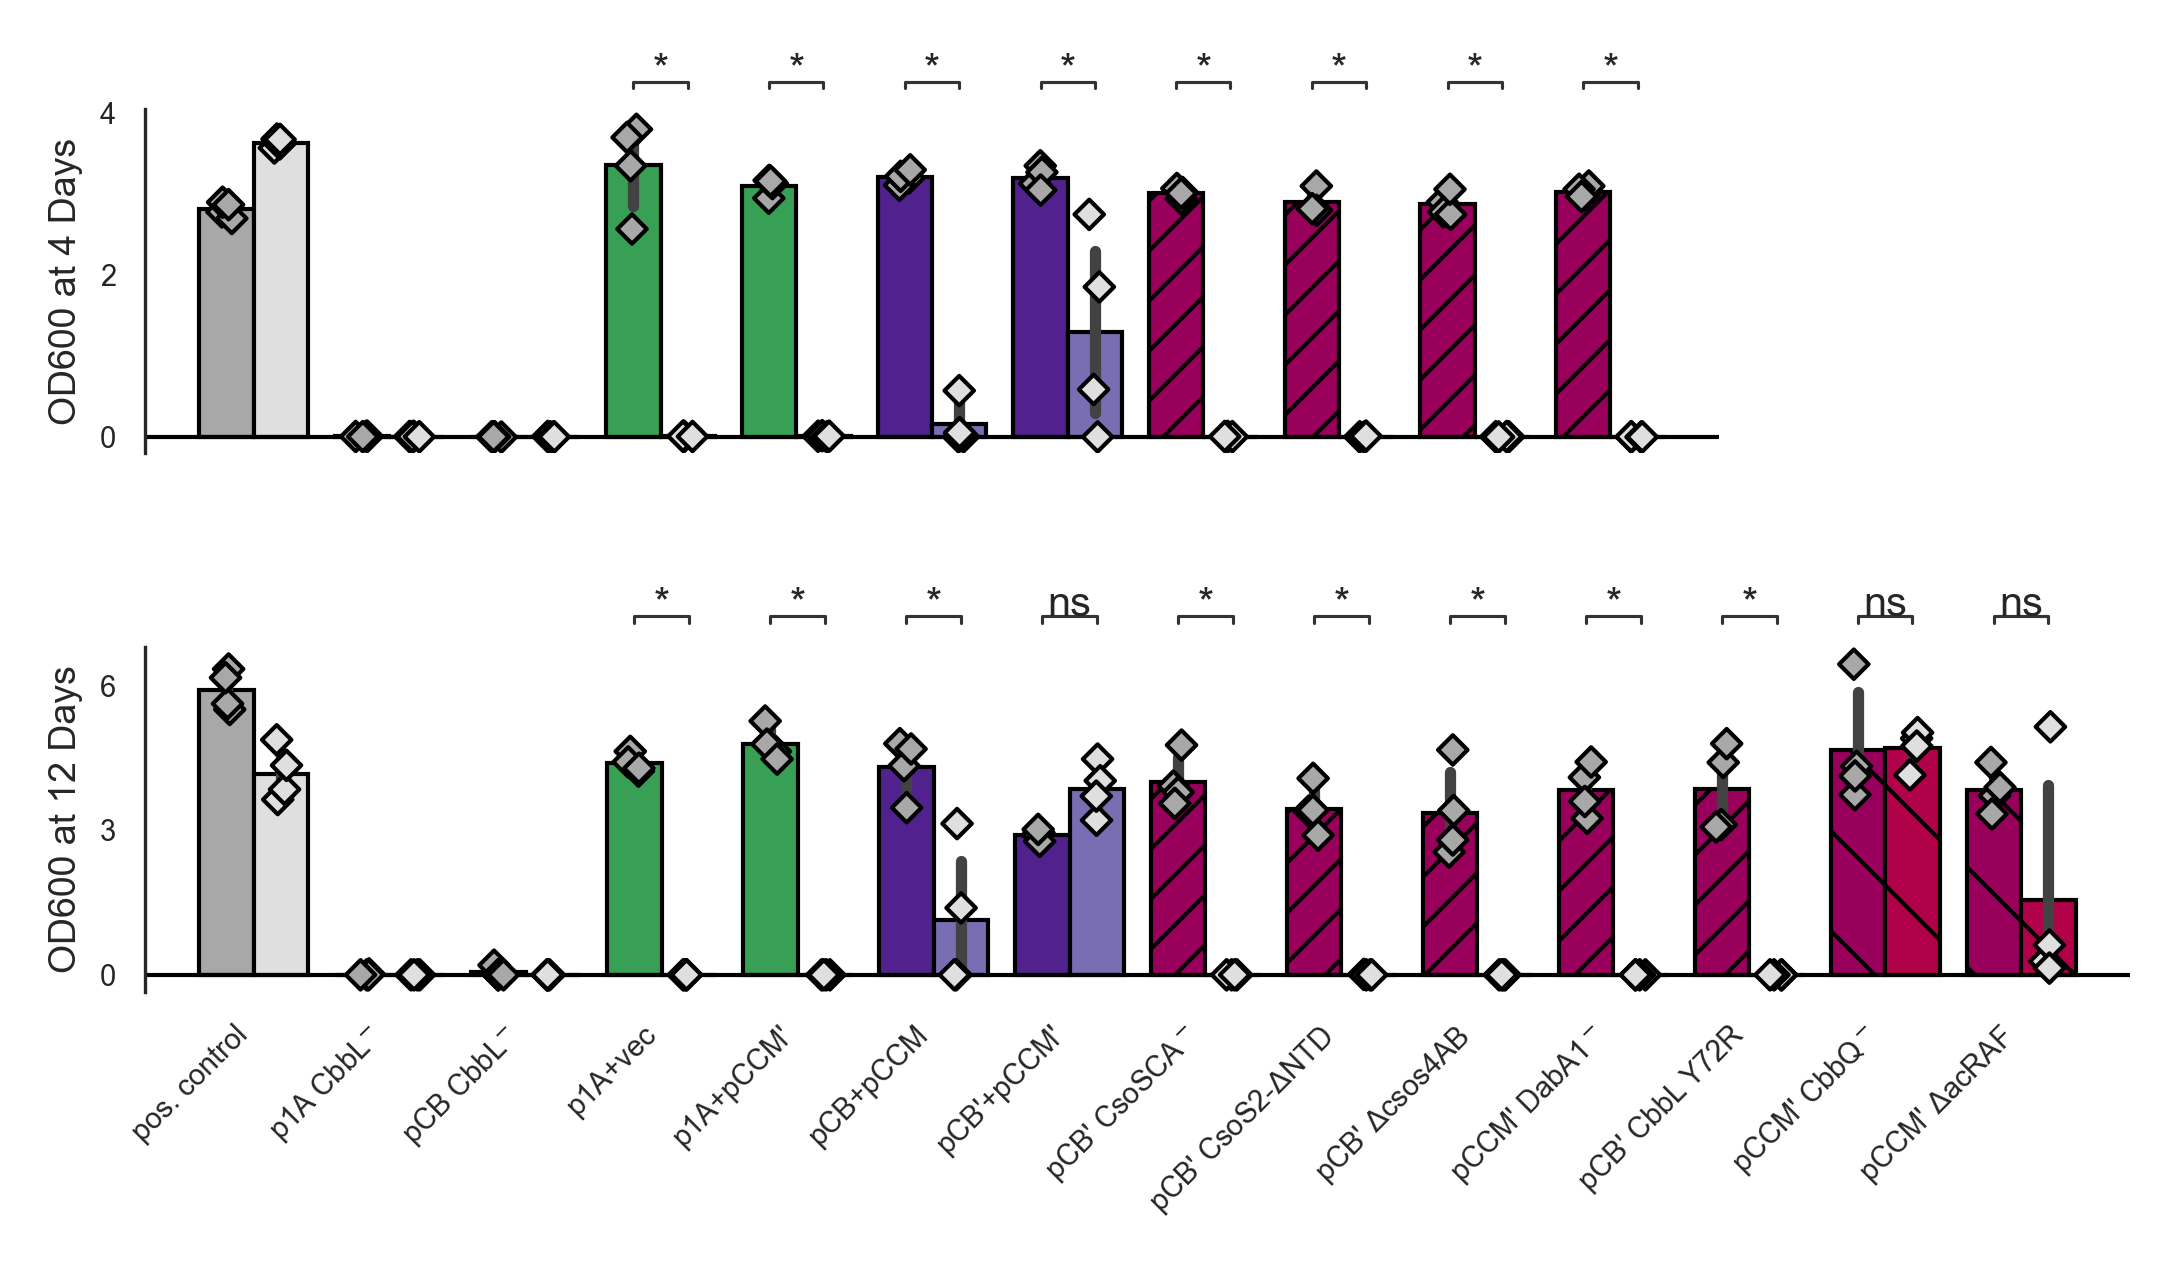 * * * * * * * *
OD600 at 4 Days
4
2
0
* * * ns * * * * * ns ns
OD600 at 12 Days
6
3
0
pos. control
p1A CbbL⁻
pCB CbbL⁻
p1A+vec
p1A+pCCM'
pCB+pCCM
pCB'+pCCM'
pCB' CsoSCA⁻
pCB' CsoS2-ΔNTD
pCB' Δcsos4AB
pCCM' DabA1⁻
pCB' CbbL Y72R
pCCM' CbbQ⁻
pCCM' ΔacRAF